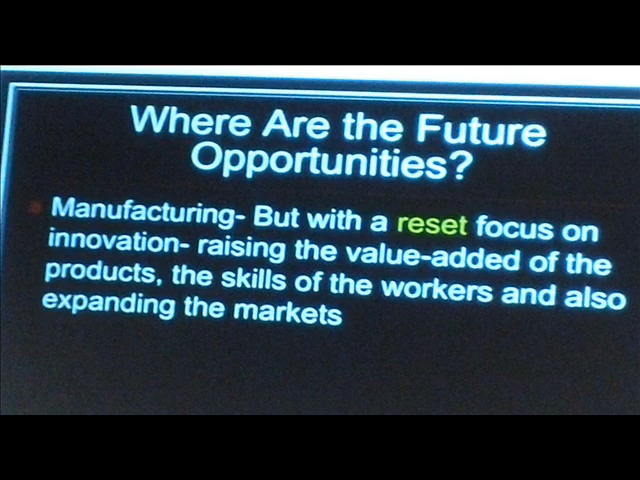 Where Are the Future
Opportunities?
Manufacturing- But with a reset focus on
innovation- raising the value-added of the
products, the skills of the workers and also
expanding the markets